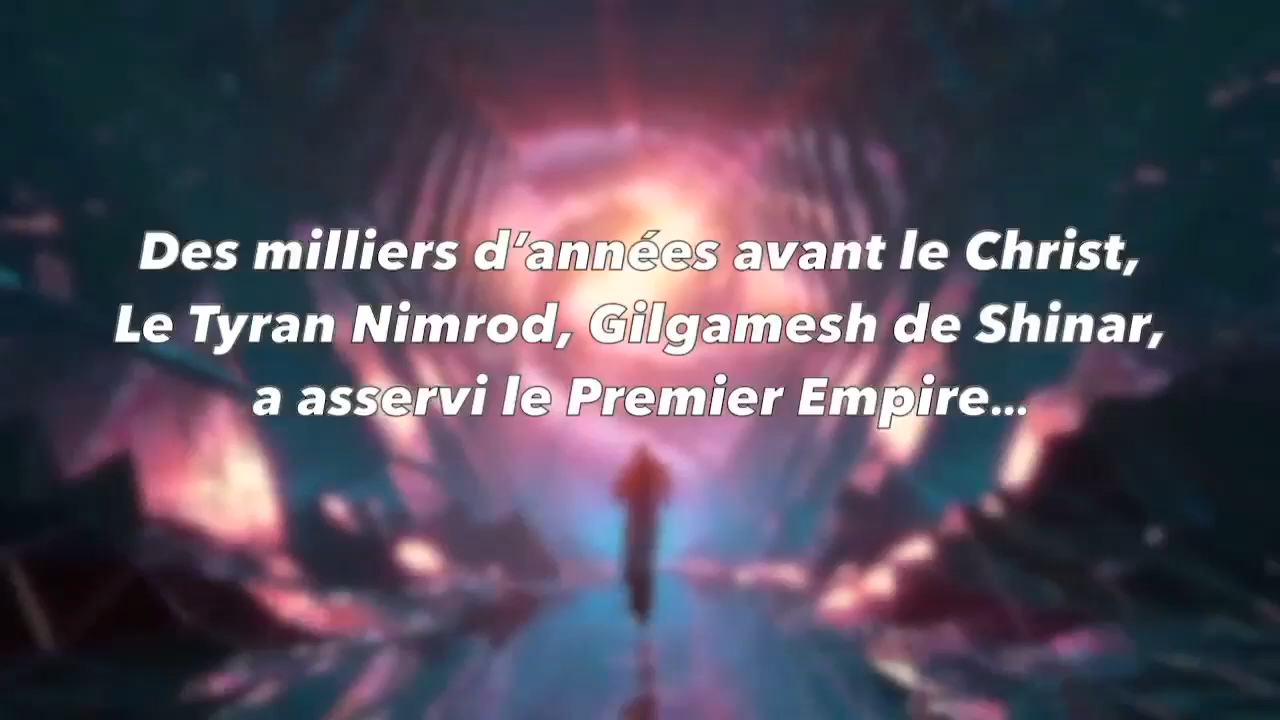 Des milliers d’années avant le Christ,
Le Tyran Nimrod, Gilgamesh de Shinar,
a asservi le Premier Empire…